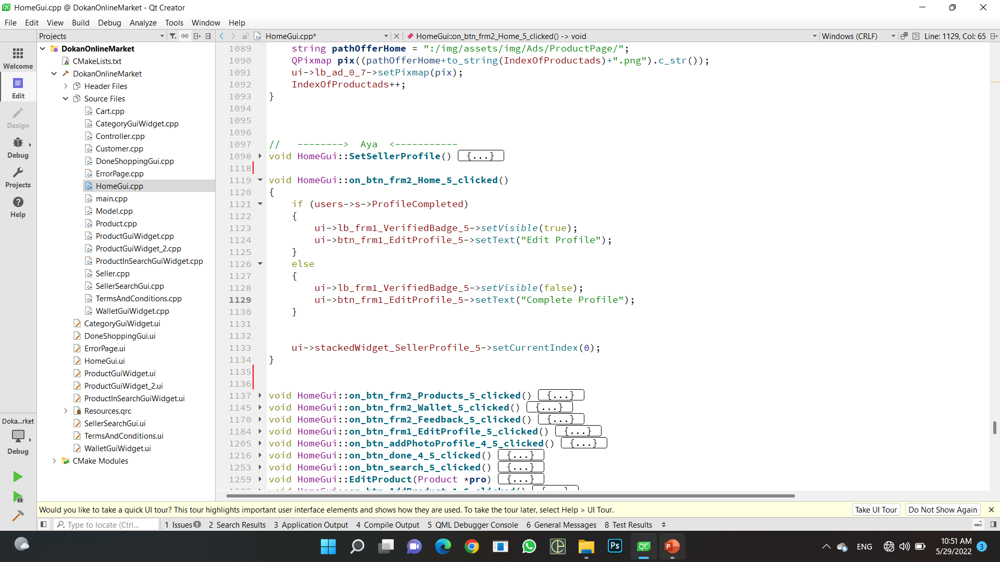 HomeGui.cpp @ DokanOnlineMarket - Qt Creator
File Edit View Build Debug Analyze Tools Window Help
Projects
HomeGui.cpp*
HomeGui::on_btn_frm2_Home_5_clicked() -> void
Windows (CRLF)
Line: 1129, Col: 65
Welcome
Edit
Design
Debug
Projects
Help
Doka...rket
Debug
DokanOnlineMarket
CMakeLists.txt
DokanOnlineMarket
Header Files
Source Files
Cart.cpp
CategoryGuiWidget.cpp
Controller.cpp
Customer.cpp
DoneShoppingGui.cpp
ErrorPage.cpp
HomeGui.cpp
main.cpp
Model.cpp
Product.cpp
ProductGuiWidget.cpp
ProductGuiWidget_2.cpp
ProductInSearchGuiWidget.cpp
Seller.cpp
SellerSearchGui.cpp
TermsAndConditions.cpp
WalletGuiWidget.cpp
CategoryGuiWidget.ui
DoneShoppingGui.ui
ErrorPage.ui
HomeGui.ui
ProductGuiWidget.ui
ProductGuiWidget_2.ui
ProductInSearchGuiWidget.ui
Resources.qrc
SellerSearchGui.ui
TermsAndConditions.ui
WalletGuiWidget.ui
CMake Modules
1089 string pathOfferHome = ":/img/assets/img/Ads/ProductPage/";
1090 QPixmap pix((pathOfferHome+to_string(IndexOfProductads)+".png").c_str());
1091 ui->lb_ad_0_7->setPixmap(pix);
1092 IndexOfProductads++;
1093 }
1094
1095
1096
1097 // --------> Aya <-----------
1098 void HomeGui::SetSellerProfile() {...}
1118
1119 void HomeGui::on_btn_frm2_Home_5_clicked()
1120 {
1121 if (users->s->ProfileCompleted)
1122 {
1123 ui->lb_frm1_VerifiedBadge_5->setVisible(true);
1124 ui->btn_frm1_EditProfile_5->setText("Edit Profile");
1125 }
1126 else
1127 {
1128 ui->lb_frm1_VerifiedBadge_5->setVisible(false);
1129 ui->btn_frm1_EditProfile_5->setText("Complete Profile");
1130 }
1131
1132
1133 ui->stackedWidget_SellerProfile_5->setCurrentIndex(0);
1134 }
1135
1136
1137 void HomeGui::on_btn_frm2_Products_5_clicked() {...}
1145 void HomeGui::on_btn_frm2_Wallet_5_clicked() {...}
1170 void HomeGui::on_btn_frm2_Feedback_5_clicked() {...}
1184 void HomeGui::on_btn_frm1_EditProfile_5_clicked() {...}
1205 void HomeGui::on_btn_addPhotoProfile_4_5_clicked() {...}
1216 void HomeGui::on_btn_done_4_5_clicked() {...}
1253 void HomeGui::on_btn_search_5_clicked() {...}
1259 void HomeGui::EditProduct(Product *pro) {...}
Would you like to take a quick UI tour? This tour highlights important user interface elements and shows how they are used. To take the tour later, select Help > UI Tour.
Take UI Tour
Do Not Show Again
Type to locate (Ctrl...
1 Issues 1
2 Search Results
3 Application Output
4 Compile Output
5 QML Debugger Console
6 General Messages
8 Test Results
Ps
QC
P
ENG
10:51 AM
5/29/2022
3